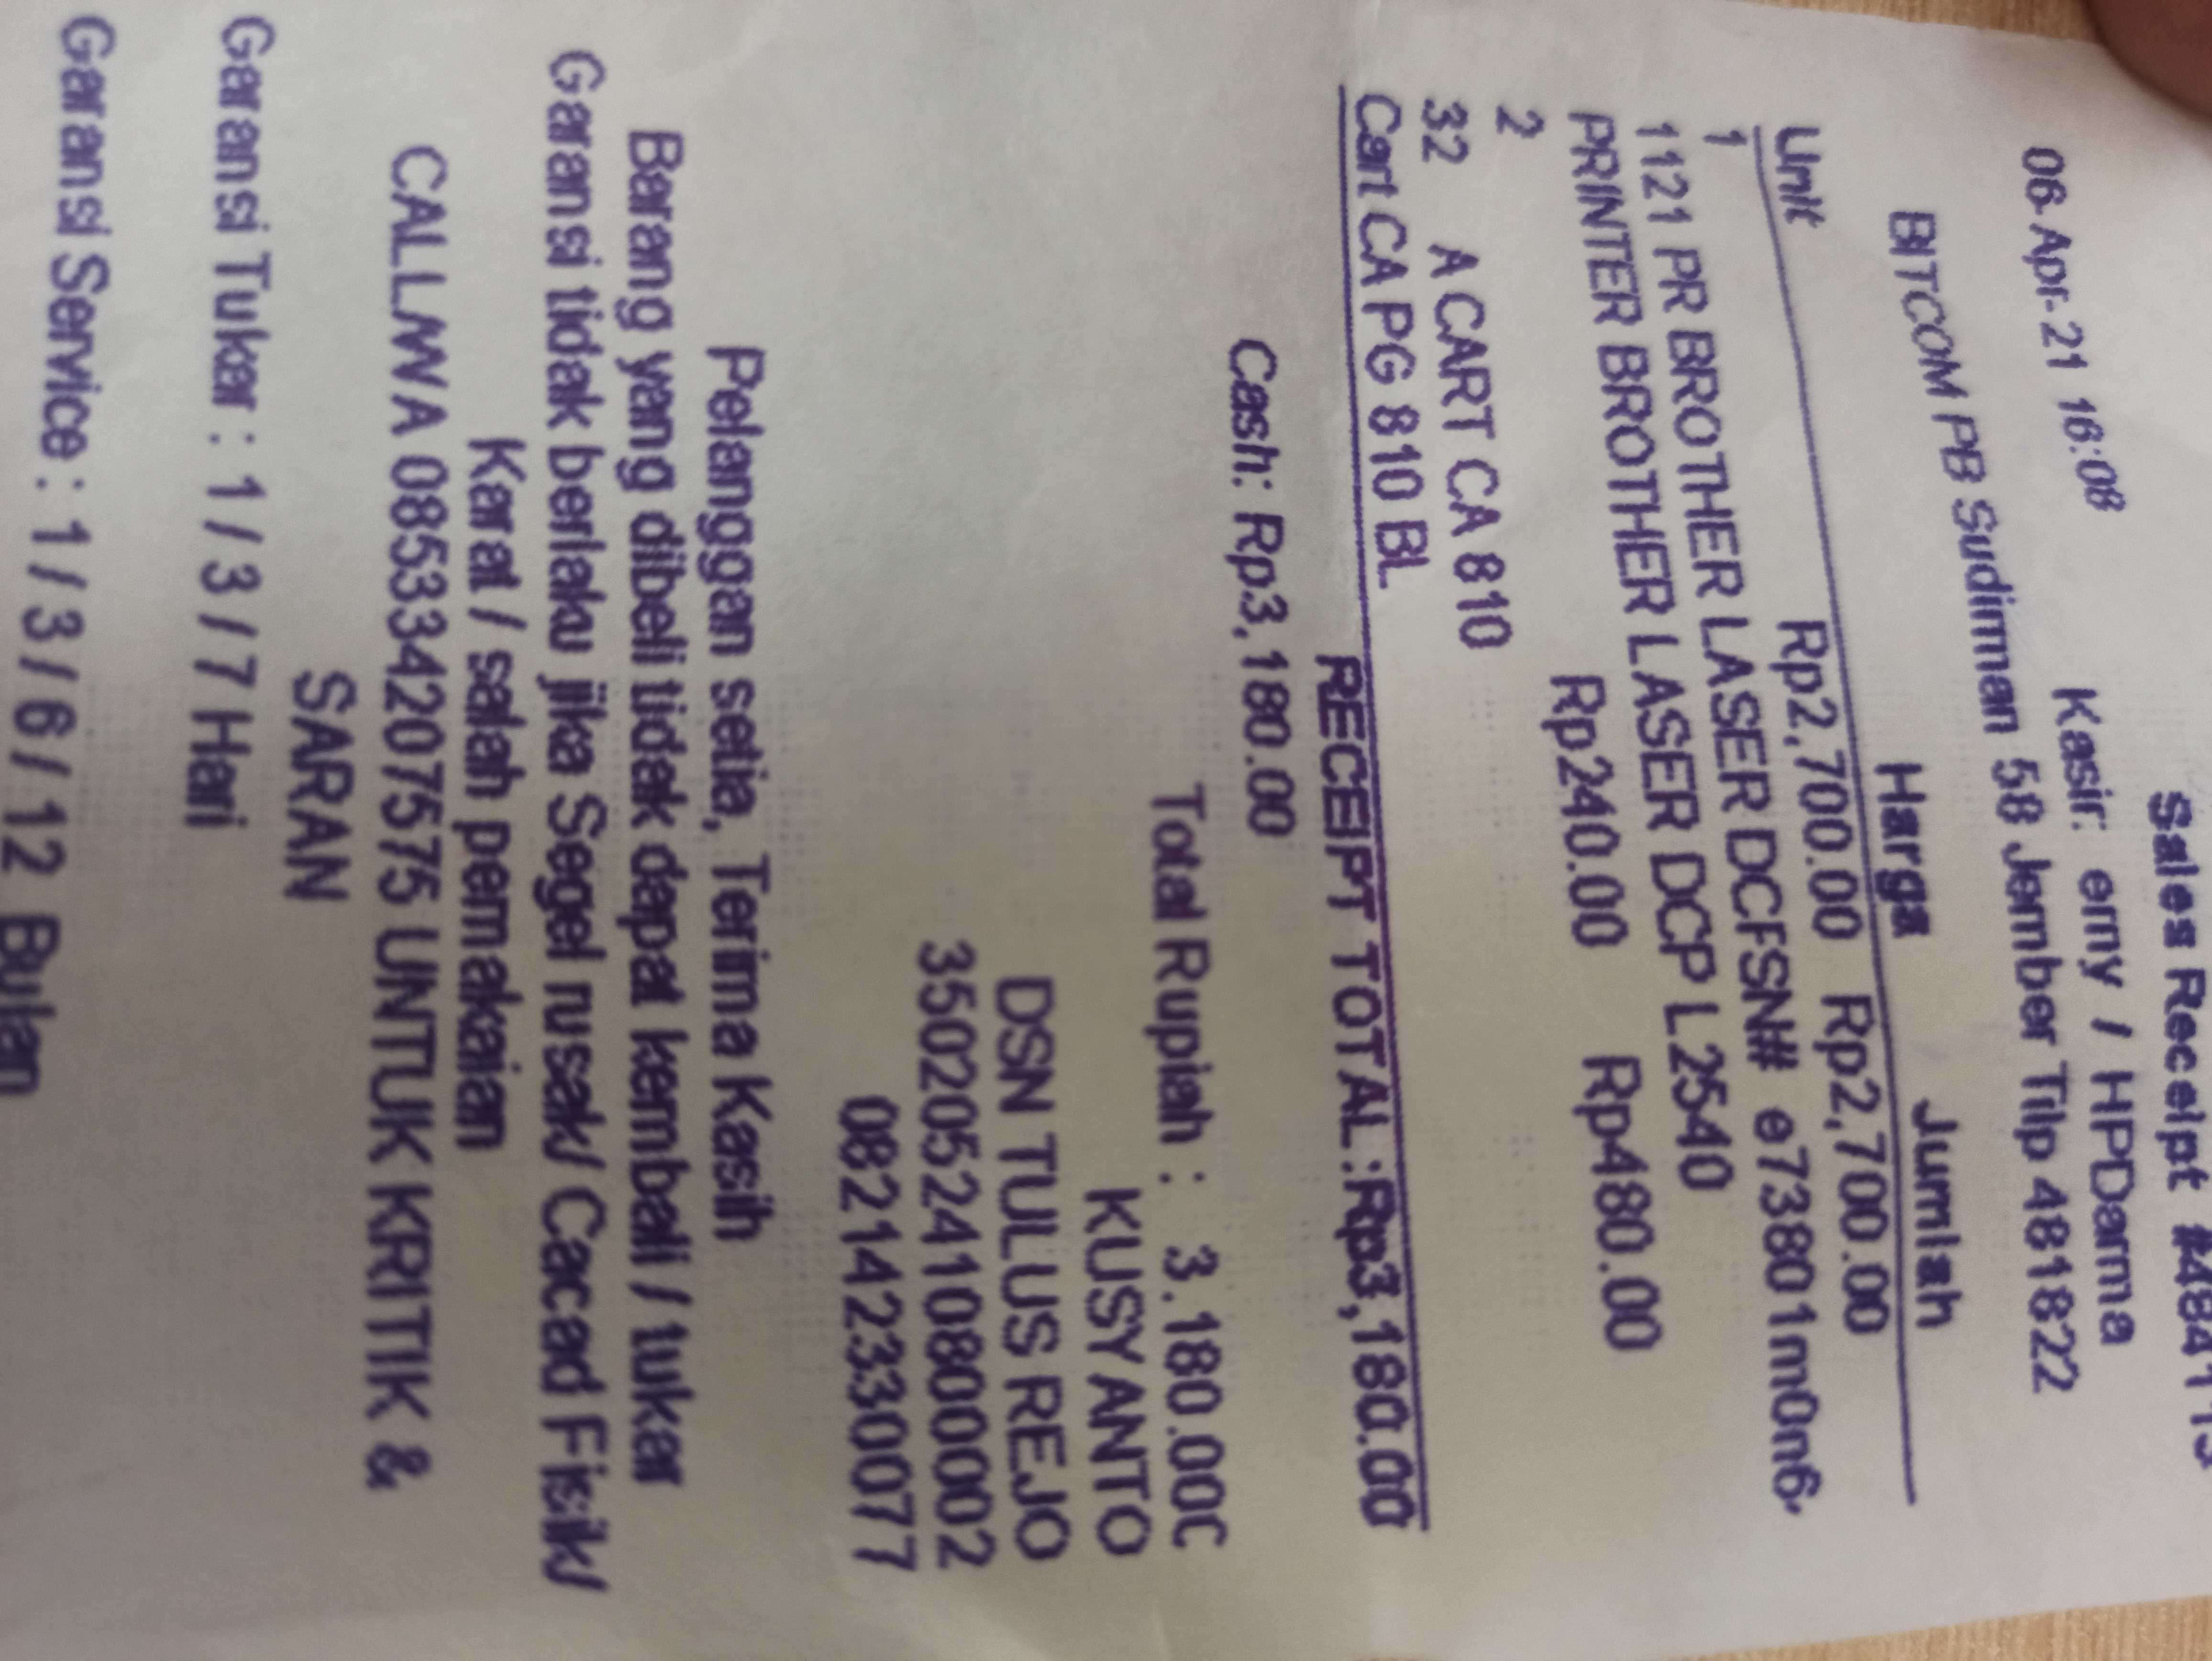 Sales Receipt #48411
06-Apr-21 16:08 Kasir: erny / HPDarma
BITCOM PB Sudirman 58 Jember Tilp 481822
Unit Harga Jumlah
1 Rp2,700.00 Rp2,700.00
1121 PR BROTHER LASER DCFSN# e73801m0n6
PRINTER BROTHER LASER DCP L2540
2 Rp240.00 Rp480.00
32 A CART CA 810
Cart CA PG 810 BL
RECEIPT TOTAL:Rp3,180.00
Cash: Rp3,180.00
Total Rupiah : 3.180.000
KUSYANTO
DSN TULUS REJO
3502052410800002
082142330077
Pelanggan setia, Terima Kasih
Barang yang dibeli tidak dapat kembali / tukar
Garansi tidak berlaku jika Segel rusak/ Cacad Fisik/
Karat / salah pemakaian
CALL/WA 085334207575 UNTUK KRITIK &
SARAN
Garansi Tukar : 1 / 3 / 7 Hari
Garansi Service : 1 / 3 / 6 / 12 Bulan